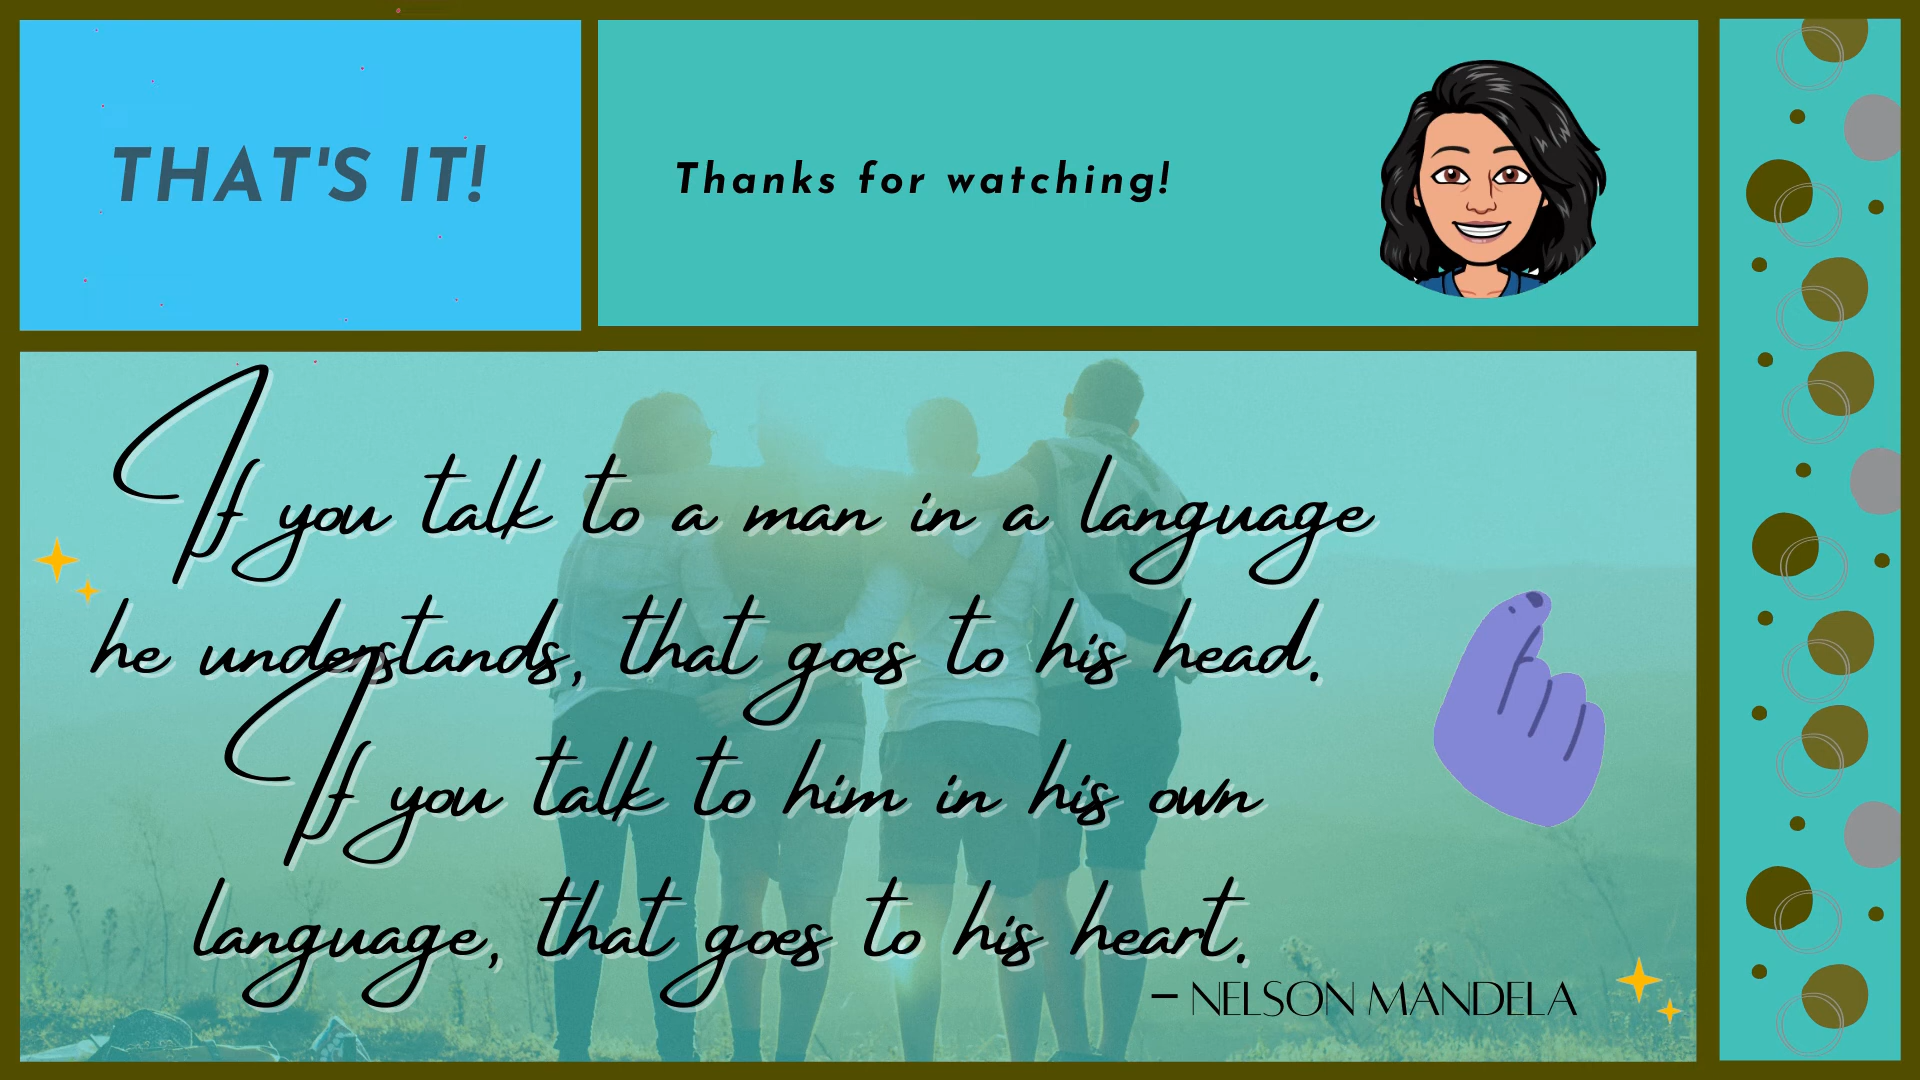 THAT'S IT!
Thanks for watching!
If you talk to a man in a language
he understands, that goes to his head.
If you talk to him in his own
language, that goes to his heart.
– NELSON MANDELA